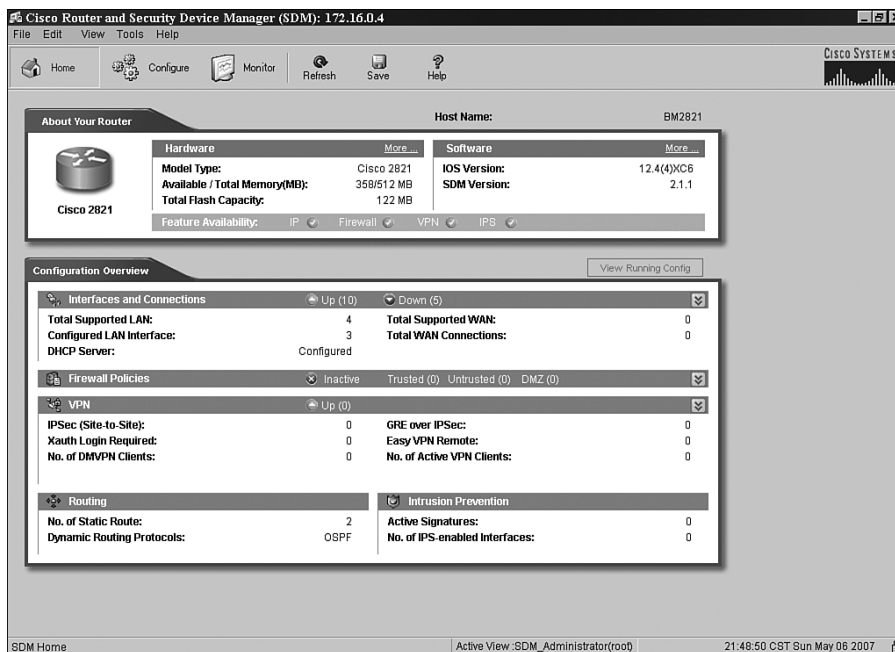 Cisco Router and Security Device Manager (SDM): 172.16.0.4
File Edit View Tools Help
Home Configure Monitor Refresh Save Help
CISCO SYSTEMS
About Your Router Host Name: BM2821
Hardware More ... Software More ...
Model Type: Cisco 2821 IOS Version: 12.4(4)XC6
Available / Total Memory(MB): 358/512 MB SDM Version: 2.1.1
Total Flash Capacity: 122 MB
Cisco 2821
Feature Availability: IP Firewall VPN IPS
Configuration Overview View Running Config
Interfaces and Connections Up (10) Down (5)
Total Supported LAN: 4 Total Supported WAN: 0
Configured LAN Interface: 3 Total WAN Connections: 0
DHCP Server: Configured
Firewall Policies Inactive Trusted (0) Untrusted (0) DMZ (0)
VPN Up (0)
IPSec (Site-to-Site): 0 GRE over IPSec: 0
Xauth Login Required: 0 Easy VPN Remote: 0
No. of DMVPN Clients: 0 No. of Active VPN Clients: 0
Routing Intrusion Prevention
No. of Static Route: 2 Active Signatures: 0
Dynamic Routing Protocols: OSPF No. of IPS-enabled Interfaces: 0
SDM Home Active View :SDM_Administrator(root) 21:48:50 CST Sun May 06 2007